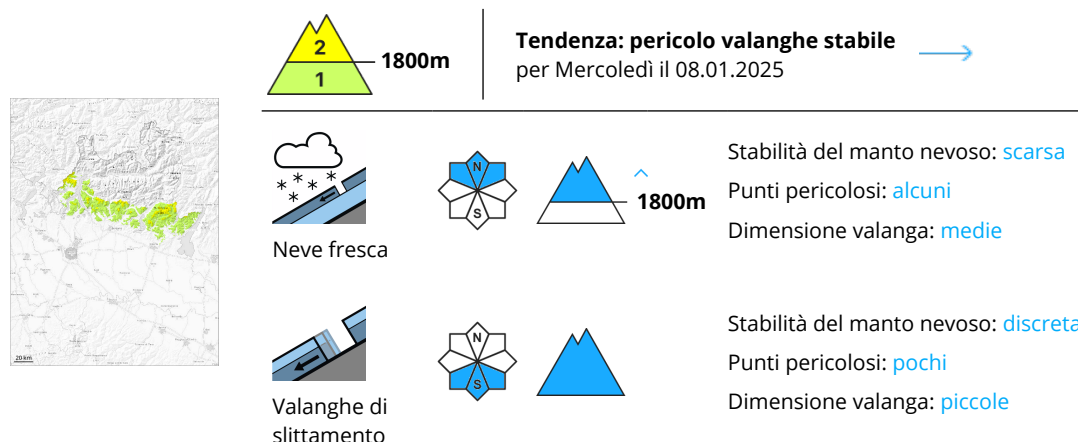 2
1800m
1
Tendenza: pericolo valanghe stabile
per Mercoledì il 08.01.2025
20 km
Neve fresca
N
S
1800m
Stabilità del manto nevoso: scarsa
Punti pericolosi: alcuni
Dimensione valanga: medie
Valanghe di
slittamento
N
S
Stabilità del manto nevoso: discreta
Punti pericolosi: pochi
Dimensione valanga: piccole